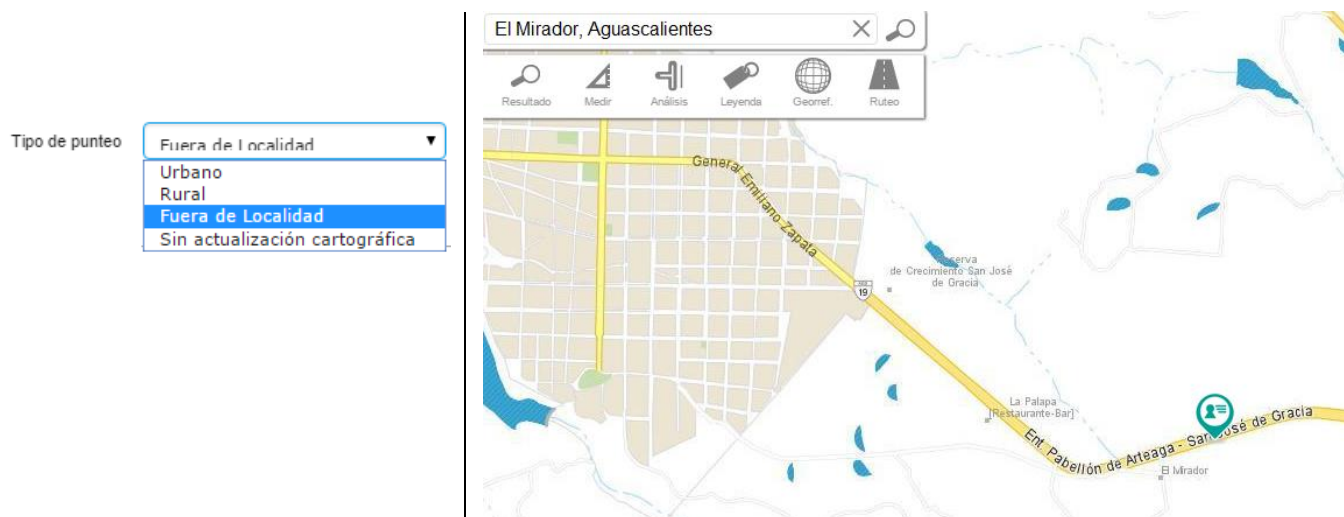 Tipo de punteo
Fuera de Localidad
Urbano
Rural
Fuera de Localidad
Sin actualización cartográfica
El Mirador, Aguascalientes
Resultado
Medir
Análisis
Leyenda
Georref.
Ruteo
General Emiliano Zapata
19
Reserva
de Crecimiento San José
de Gracia
La Palapa
[Restaurante-Bar]
Ent. Pabellón de Arteaga - San José de Gracia
El Mirador